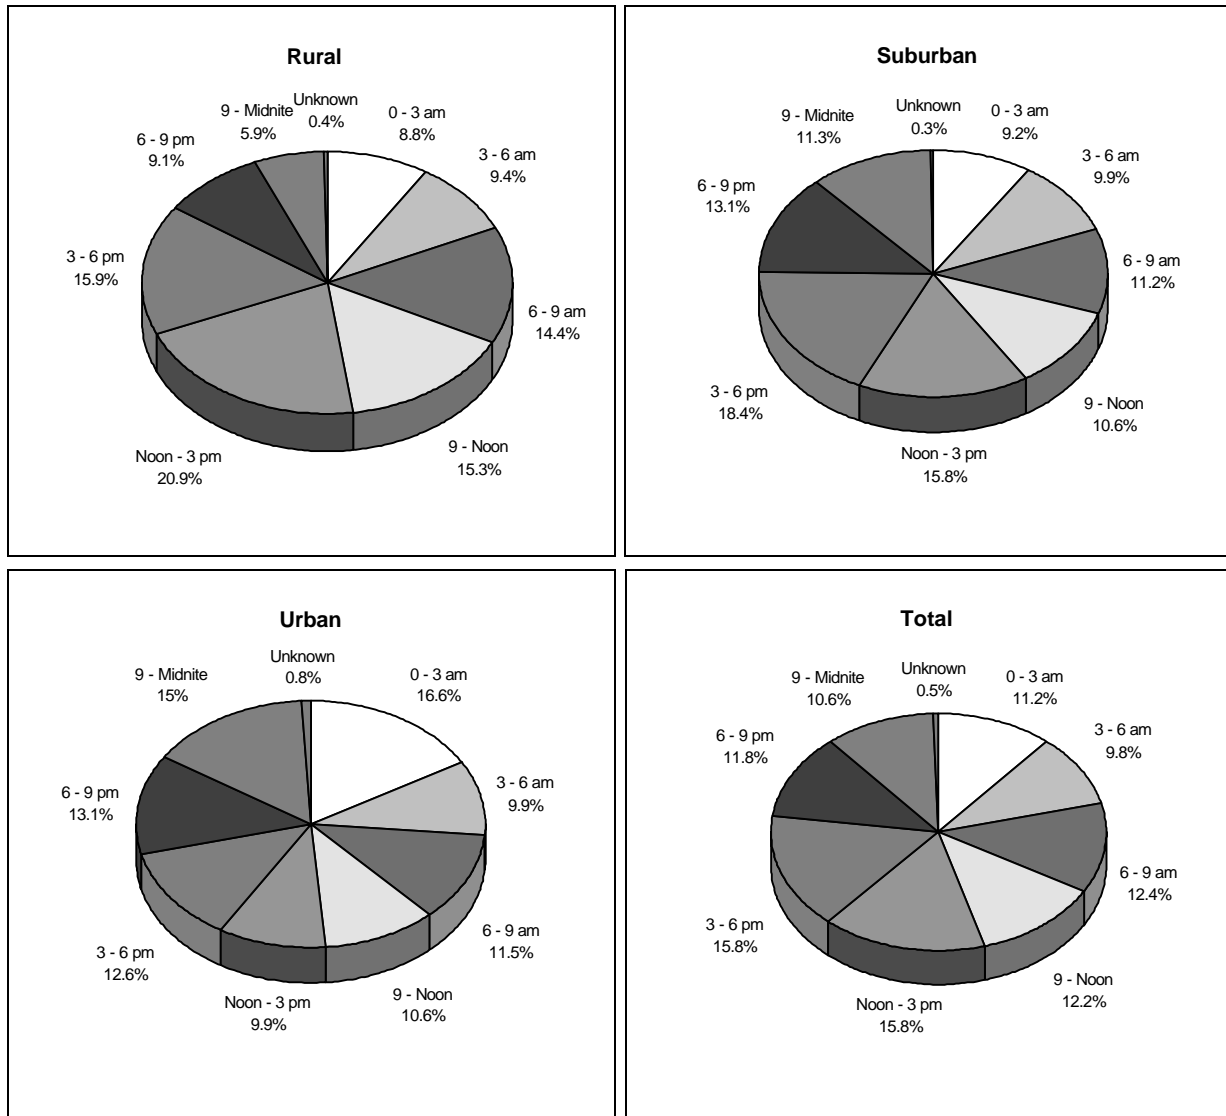 Rural
Unknown
0.4%
0 - 3 am
8.8%
3 - 6 am
9.4%
6 - 9 am
14.4%
9 - Noon
15.3%
Noon - 3 pm
20.9%
3 - 6 pm
15.9%
6 - 9 pm
9.1%
9 - Midnite
5.9%
Suburban
Unknown
0.3%
0 - 3 am
9.2%
3 - 6 am
9.9%
6 - 9 am
11.2%
9 - Noon
10.6%
Noon - 3 pm
15.8%
3 - 6 pm
18.4%
6 - 9 pm
13.1%
9 - Midnite
11.3%
Urban
Unknown
0.8%
0 - 3 am
16.6%
3 - 6 am
9.9%
6 - 9 am
11.5%
9 - Noon
10.6%
Noon - 3 pm
9.9%
3 - 6 pm
12.6%
6 - 9 pm
13.1%
9 - Midnite
15%
Total
Unknown
0.5%
0 - 3 am
11.2%
3 - 6 am
9.8%
6 - 9 am
12.4%
9 - Noon
12.2%
Noon - 3 pm
15.8%
3 - 6 pm
15.8%
6 - 9 pm
11.8%
9 - Midnite
10.6%